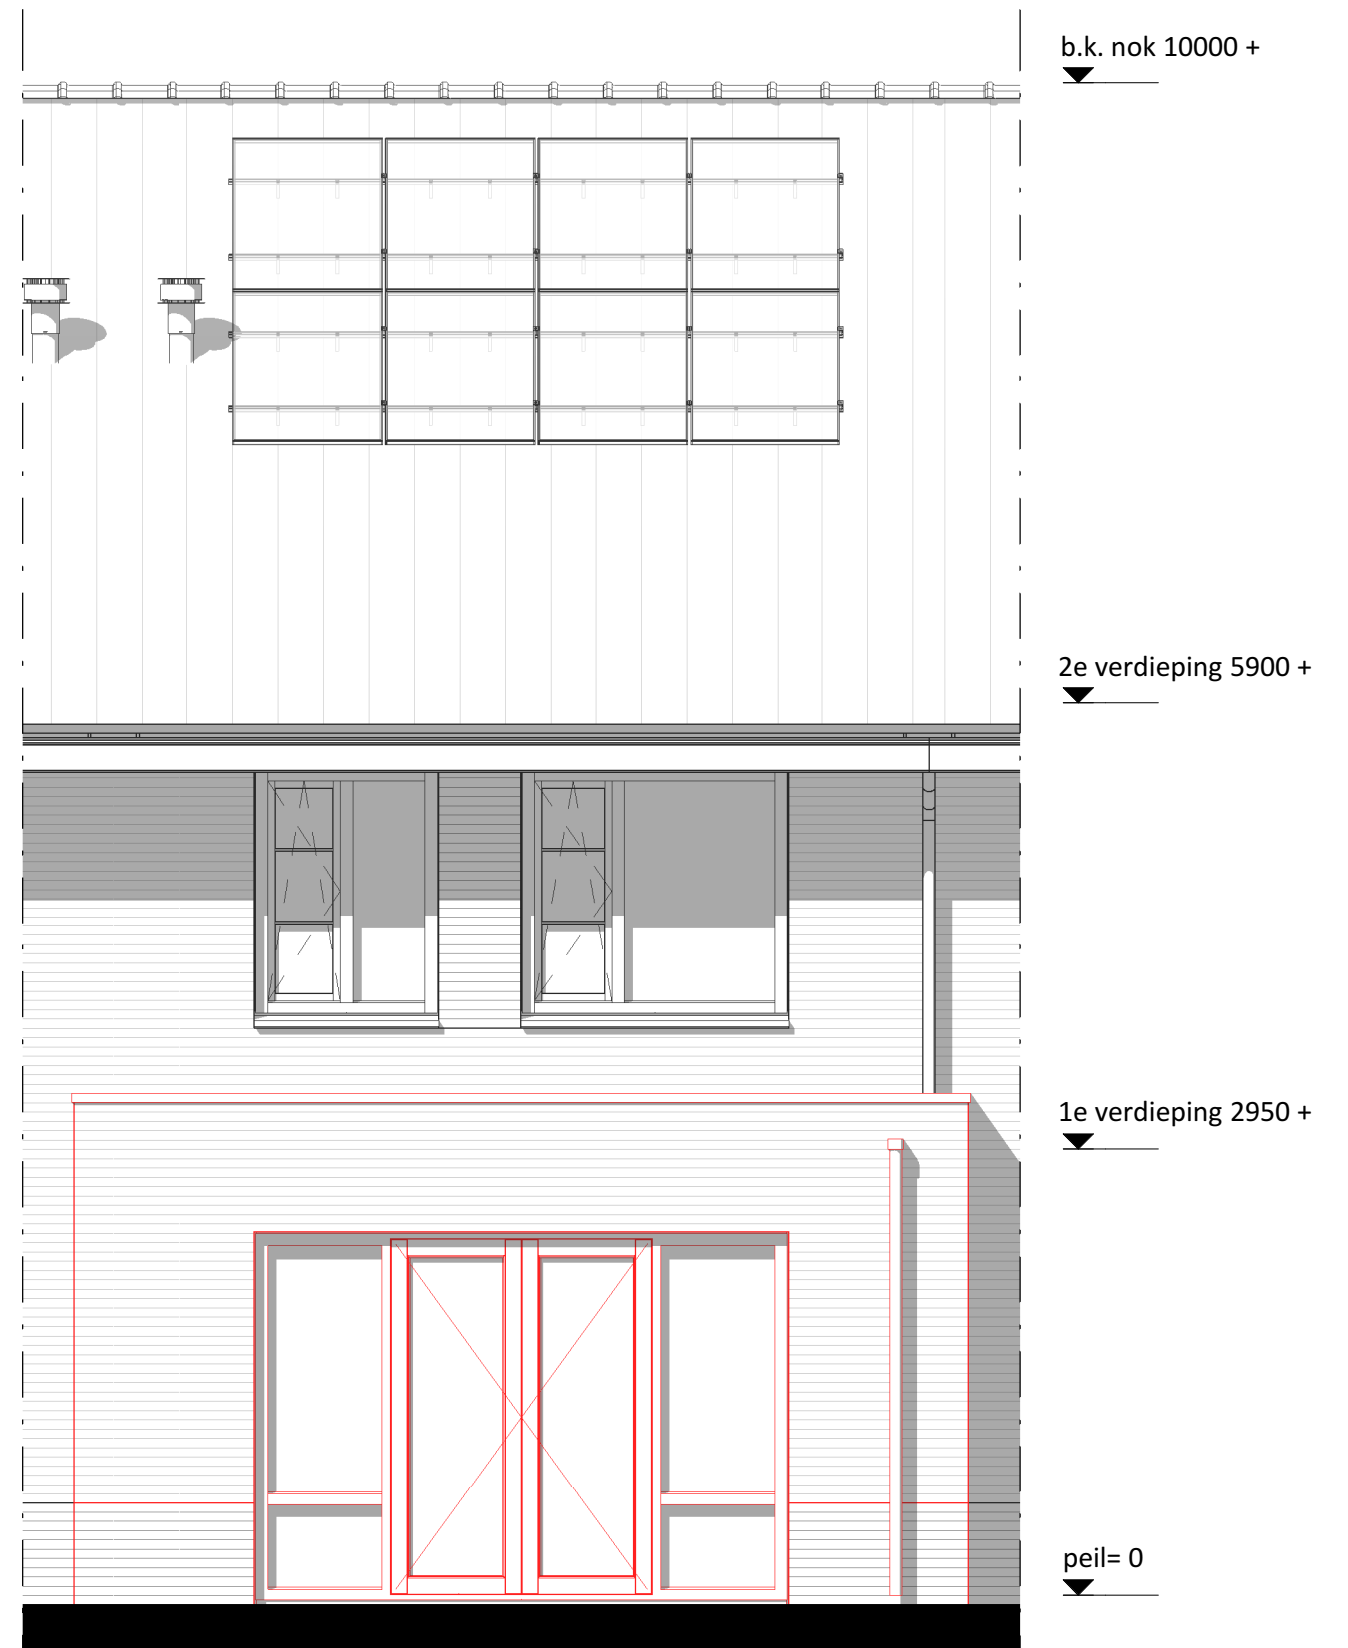 b.k. nok 10000 +
2e verdieping 5900 +
1e verdieping 2950 +
peil= 0